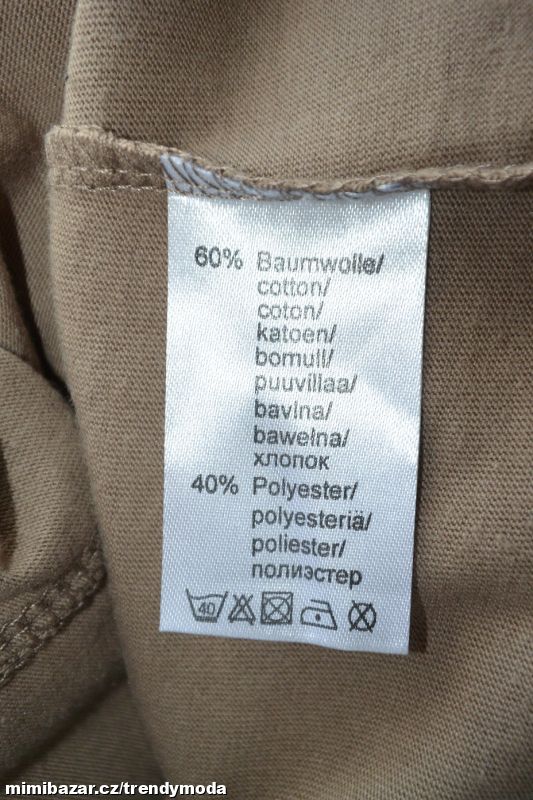 60% Baumwolle/
cotton/
coton/
katoen/
bomull/
puuvillaa/
bavlna/
bawełna/
хлопок
40% Polyester/
polyesteriä/
poliester/
полиэстер
40
mimibazar.cz/trendymoda